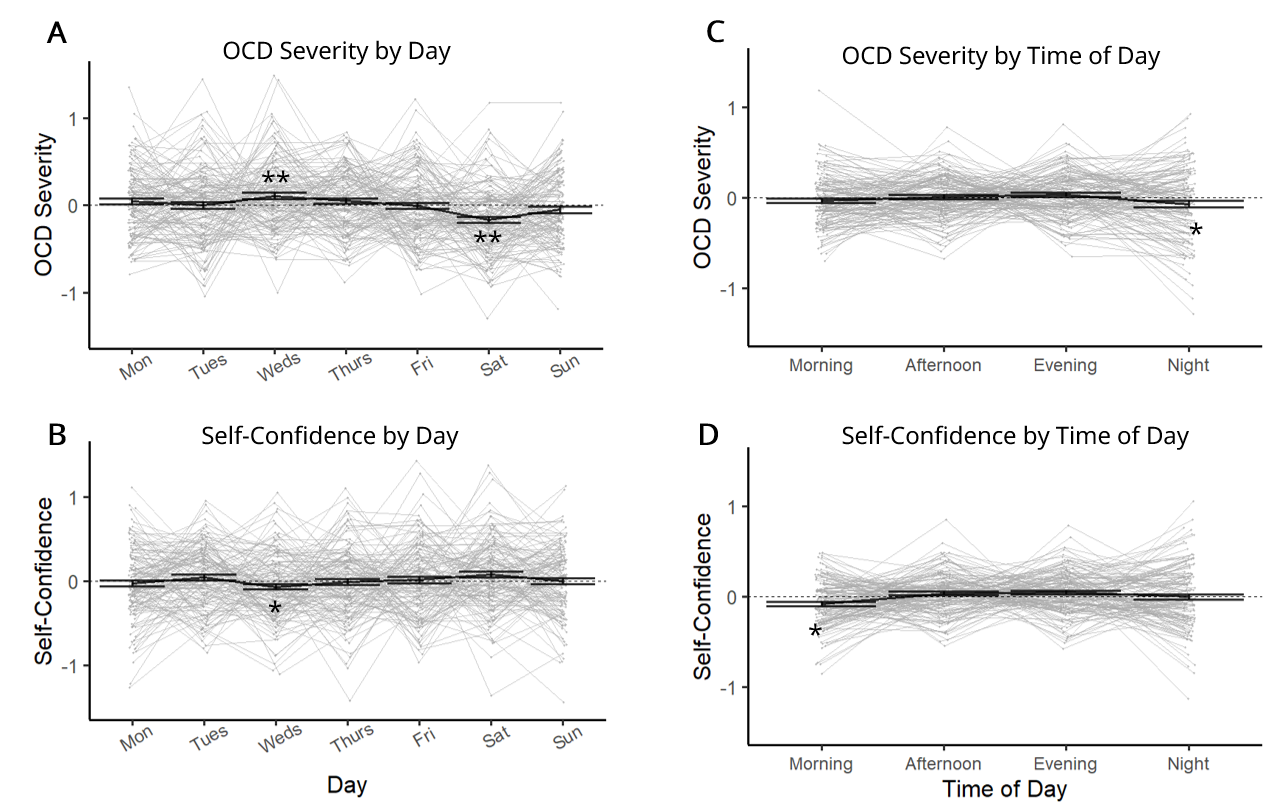 A
OCD Severity by Day
OCD Severity
1
0
-1
**
**
Mon Tues Weds Thurs Fri Sat Sun
C
OCD Severity by Time of Day
OCD Severity
1
0
-1
*
Morning Afternoon Evening Night
B
Self-Confidence by Day
Self-Confidence
1
0
-1
*
Mon Tues Weds Thurs Fri Sat Sun
Day
D
Self-Confidence by Time of Day
Self-Confidence
1
0
-1
*
Morning Afternoon Evening Night
Time of Day